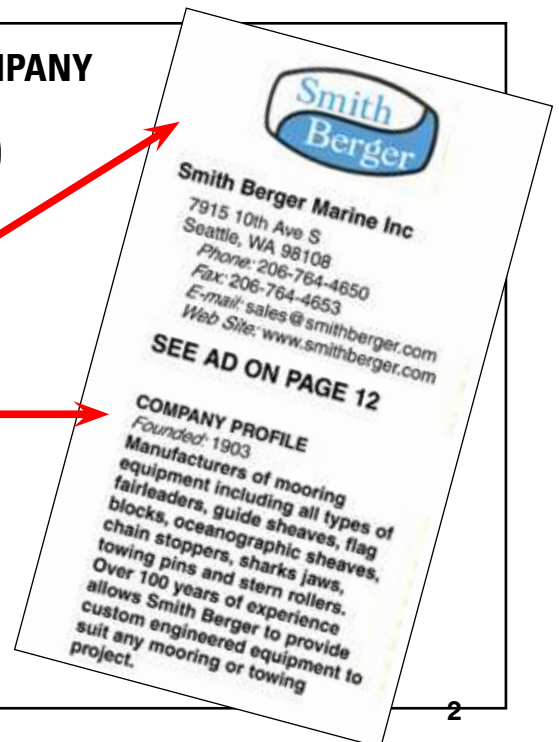 MPANY
)
Smith
Berger
Smith Berger Marine Inc
7915 10th Ave S
Seattle, WA 98108
Phone: 206-764-4650
Fax: 206-764-4653
E-mail: sales@smithberger.com
Web Site: www.smithberger.com
SEE AD ON PAGE 12
COMPANY PROFILE
Founded: 1903
Manufacturers of mooring
equipment including all types of
fairleaders, guide sheaves, flag
blocks, oceanographic sheaves,
chain stoppers, sharks jaws,
towing pins and stern rollers.
Over 100 years of experience
allows Smith Berger to provide
custom engineered equipment to
suit any mooring or towing
project.
2